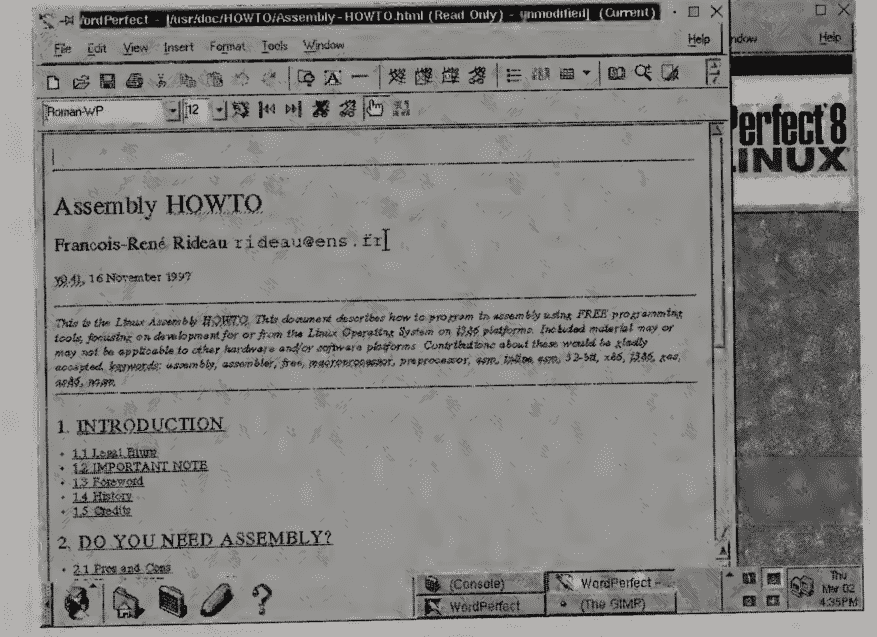 WordPerfect - [/usr/doc/HOWTO/Assembly-HOWTO.html (Read Only) - unmodified] (Current)
File Edit View Insert Format Tools Window Help
ndow Help
Roman-WP 12
Perfect 8
LINUX
Assembly HOWTO
Francois-René Rideau rideau@ens.fr
v0.4l, 16 November 1997
This is the Linux Assembly HOWTO. This document describes how to program in assembly using FREE programming
tools, focusing on development for or from the Linux Operating System on i386 platforms. Included material may or
may not be applicable to other hardware and/or software platforms. Contributions about these would be gladly
accepted. keywords: assembly, assembler, free, macroprocessor, preprocessor, asm, inline asm, 32-bit, x86, i386, gas,
as86, nasm
1. INTRODUCTION
1.1 Legal Blurb
1.2 IMPORTANT NOTE
1.3 Foreword
1.4 History
1.5 Credits
2. DO YOU NEED ASSEMBLY?
2.1 Pros and Cons
(Console) WordPerfect - ...
WordPerfect (The GIMP)
Thu
Mar 02
4:35PM